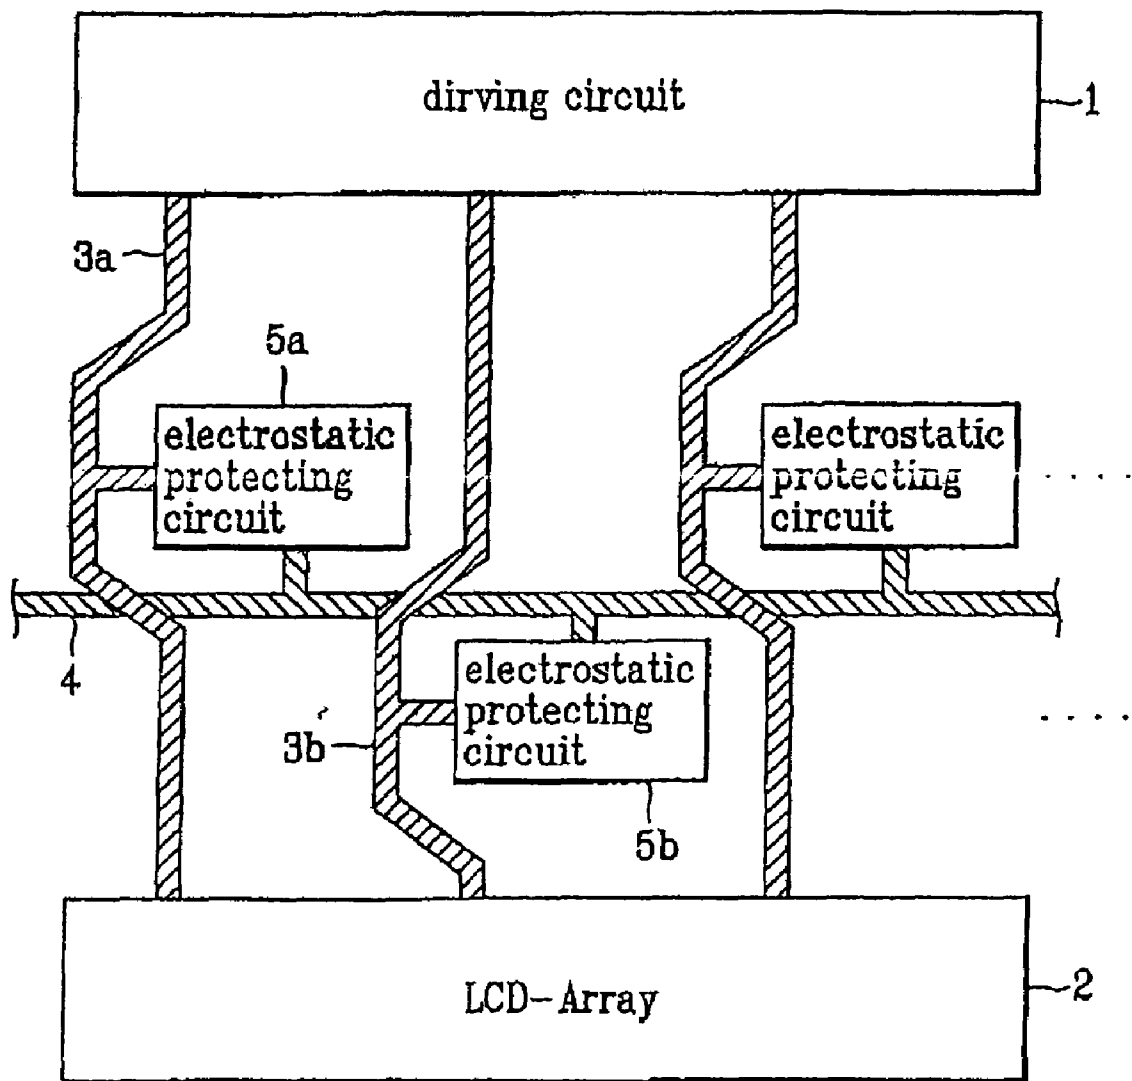 dirving circuit
1
3a
5a
electrostatic
protecting
circuit
electrostatic
protecting
circuit
4
electrostatic
protecting
circuit
3b
5b
LCD-Array
2